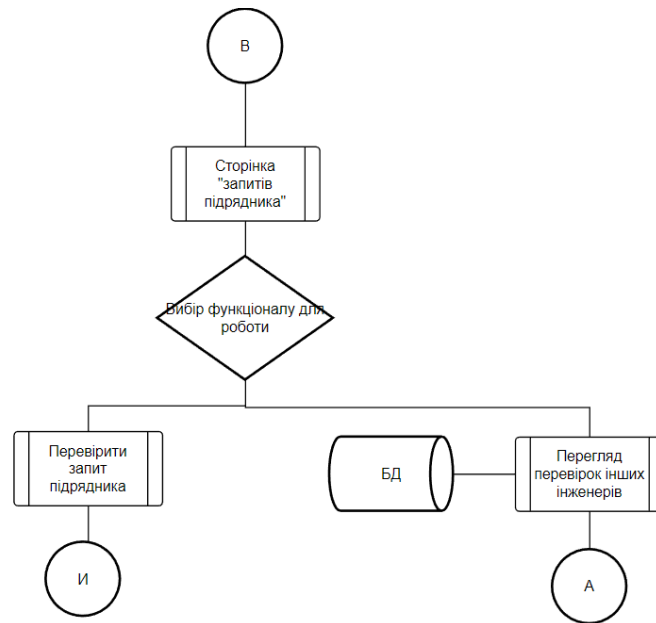 В
Сторінка
"запитів
підрядника"
Вибір функціоналу для
роботи
Перевірити
запит
підрядника
БД
Перегляд
перевірок інших
інженерів
И
А